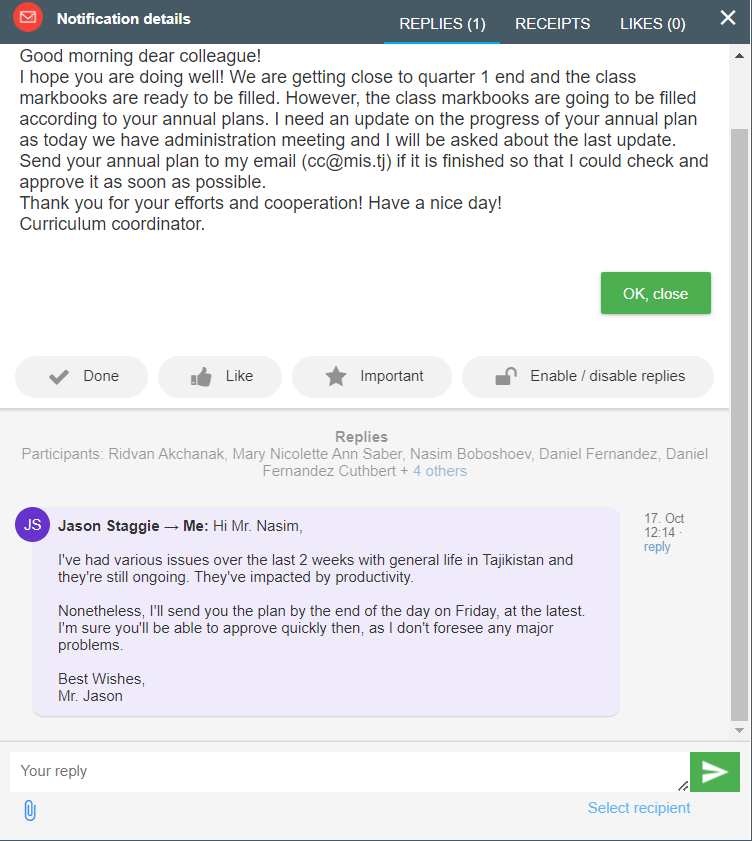 Notification details
REPLIES (1)
RECEIPTS
LIKES (0)
Good morning dear colleague!
I hope you are doing well! We are getting close to quarter 1 end and the class
markbooks are ready to be filled. However, the class markbooks are going to be filled
according to your annual plans. I need an update on the progress of your annual plan
as today we have administration meeting and I will be asked about the last update.
Send your annual plan to my email (cc@mis.tj) if it is finished so that I could check and
approve it as soon as possible.
Thank you for your efforts and cooperation! Have a nice day!
Curriculum coordinator.
OK, close
Done
Like
Important
Enable / disable replies
Replies
Participants: Ridvan Akchanak, Mary Nicolette Ann Saber, Nasim Boboshoev, Daniel Fernandez, Daniel
Fernandez Cuthbert + 4 others
JS
Jason Staggie → Me: Hi Mr. Nasim,
17. Oct
12:14 ·
reply
I've had various issues over the last 2 weeks with general life in Tajikistan and
they're still ongoing. They've impacted by productivity.
Nonetheless, I'll send you the plan by the end of the day on Friday, at the latest.
I'm sure you'll be able to approve quickly then, as I don't foresee any major
problems.
Best Wishes,
Mr. Jason
Your reply
Select recipient